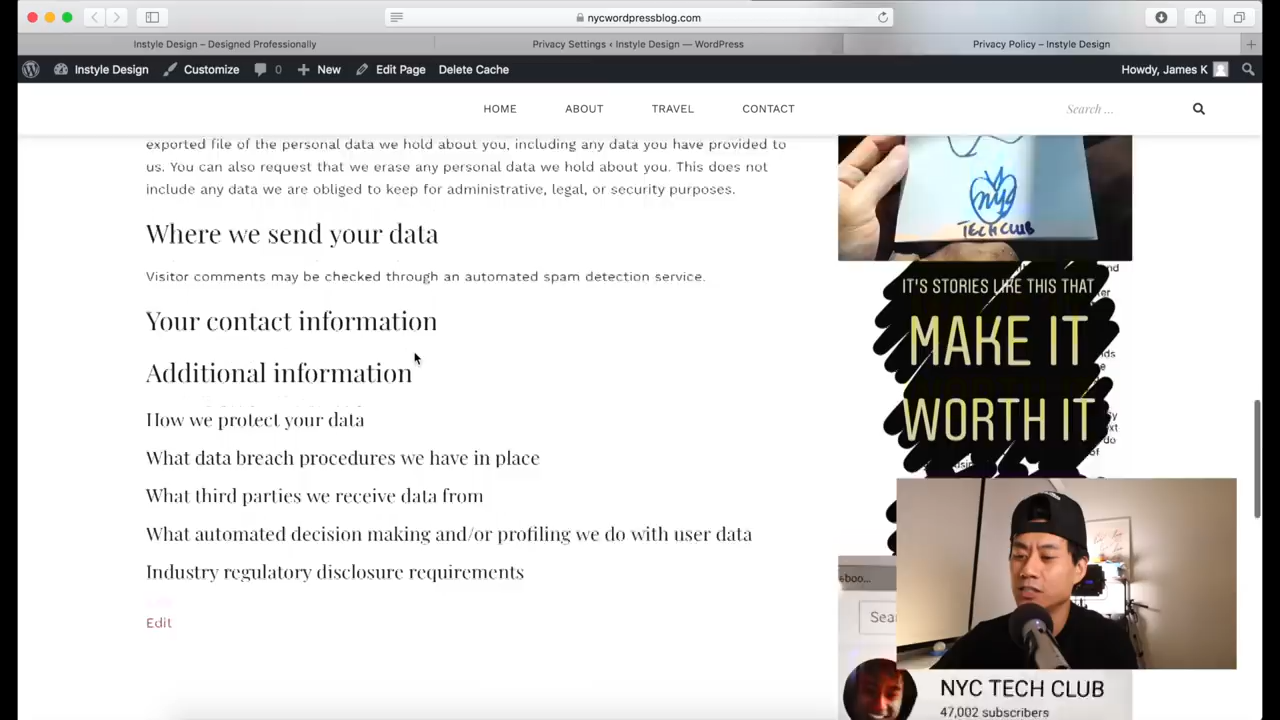 nycwordpressblog.com
Instyle Design – Designed Professionally
Privacy Settings ‹ Instyle Design — WordPress
Privacy Policy – Instyle Design
Instyle Design
Customize
0
New
Edit Page
Delete Cache
Howdy, James K
HOME
ABOUT
TRAVEL
CONTACT
Search ...
exported file of the personal data we hold about you, including any data you have provided to
us. You can also request that we erase any personal data we hold about you. This does not
include any data we are obliged to keep for administrative, legal, or security purposes.
Where we send your data
Visitor comments may be checked through an automated spam detection service.
Your contact information
Additional information
How we protect your data
What data breach procedures we have in place
What third parties we receive data from
What automated decision making and/or profiling we do with user data
Industry regulatory disclosure requirements
Edit
nyc
TECH CLUB
IT'S STORIES LIKE THIS THAT
MAKE IT
WORTH IT
boo...
Sea
NYC TECH CLUB
47,002 subscribers